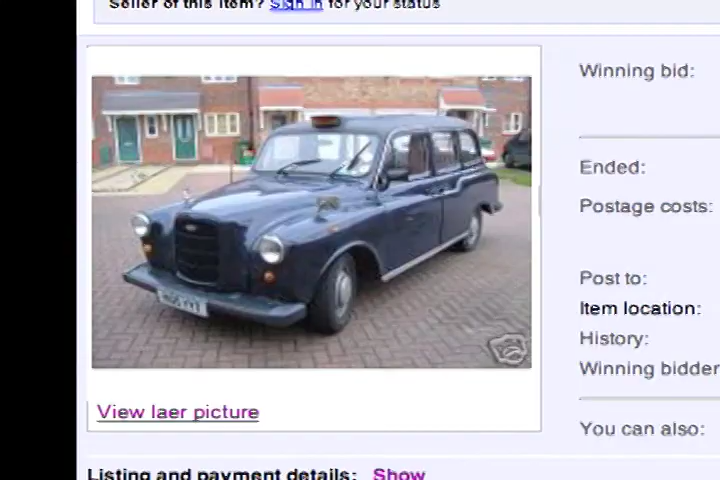 Seller of this item? Sign in for your status
Winning bid:
Ended:
Postage costs:
Post to:
Item location:
History:
Winning bidder
View laer picture
You can also:
Listing and payment details: Show